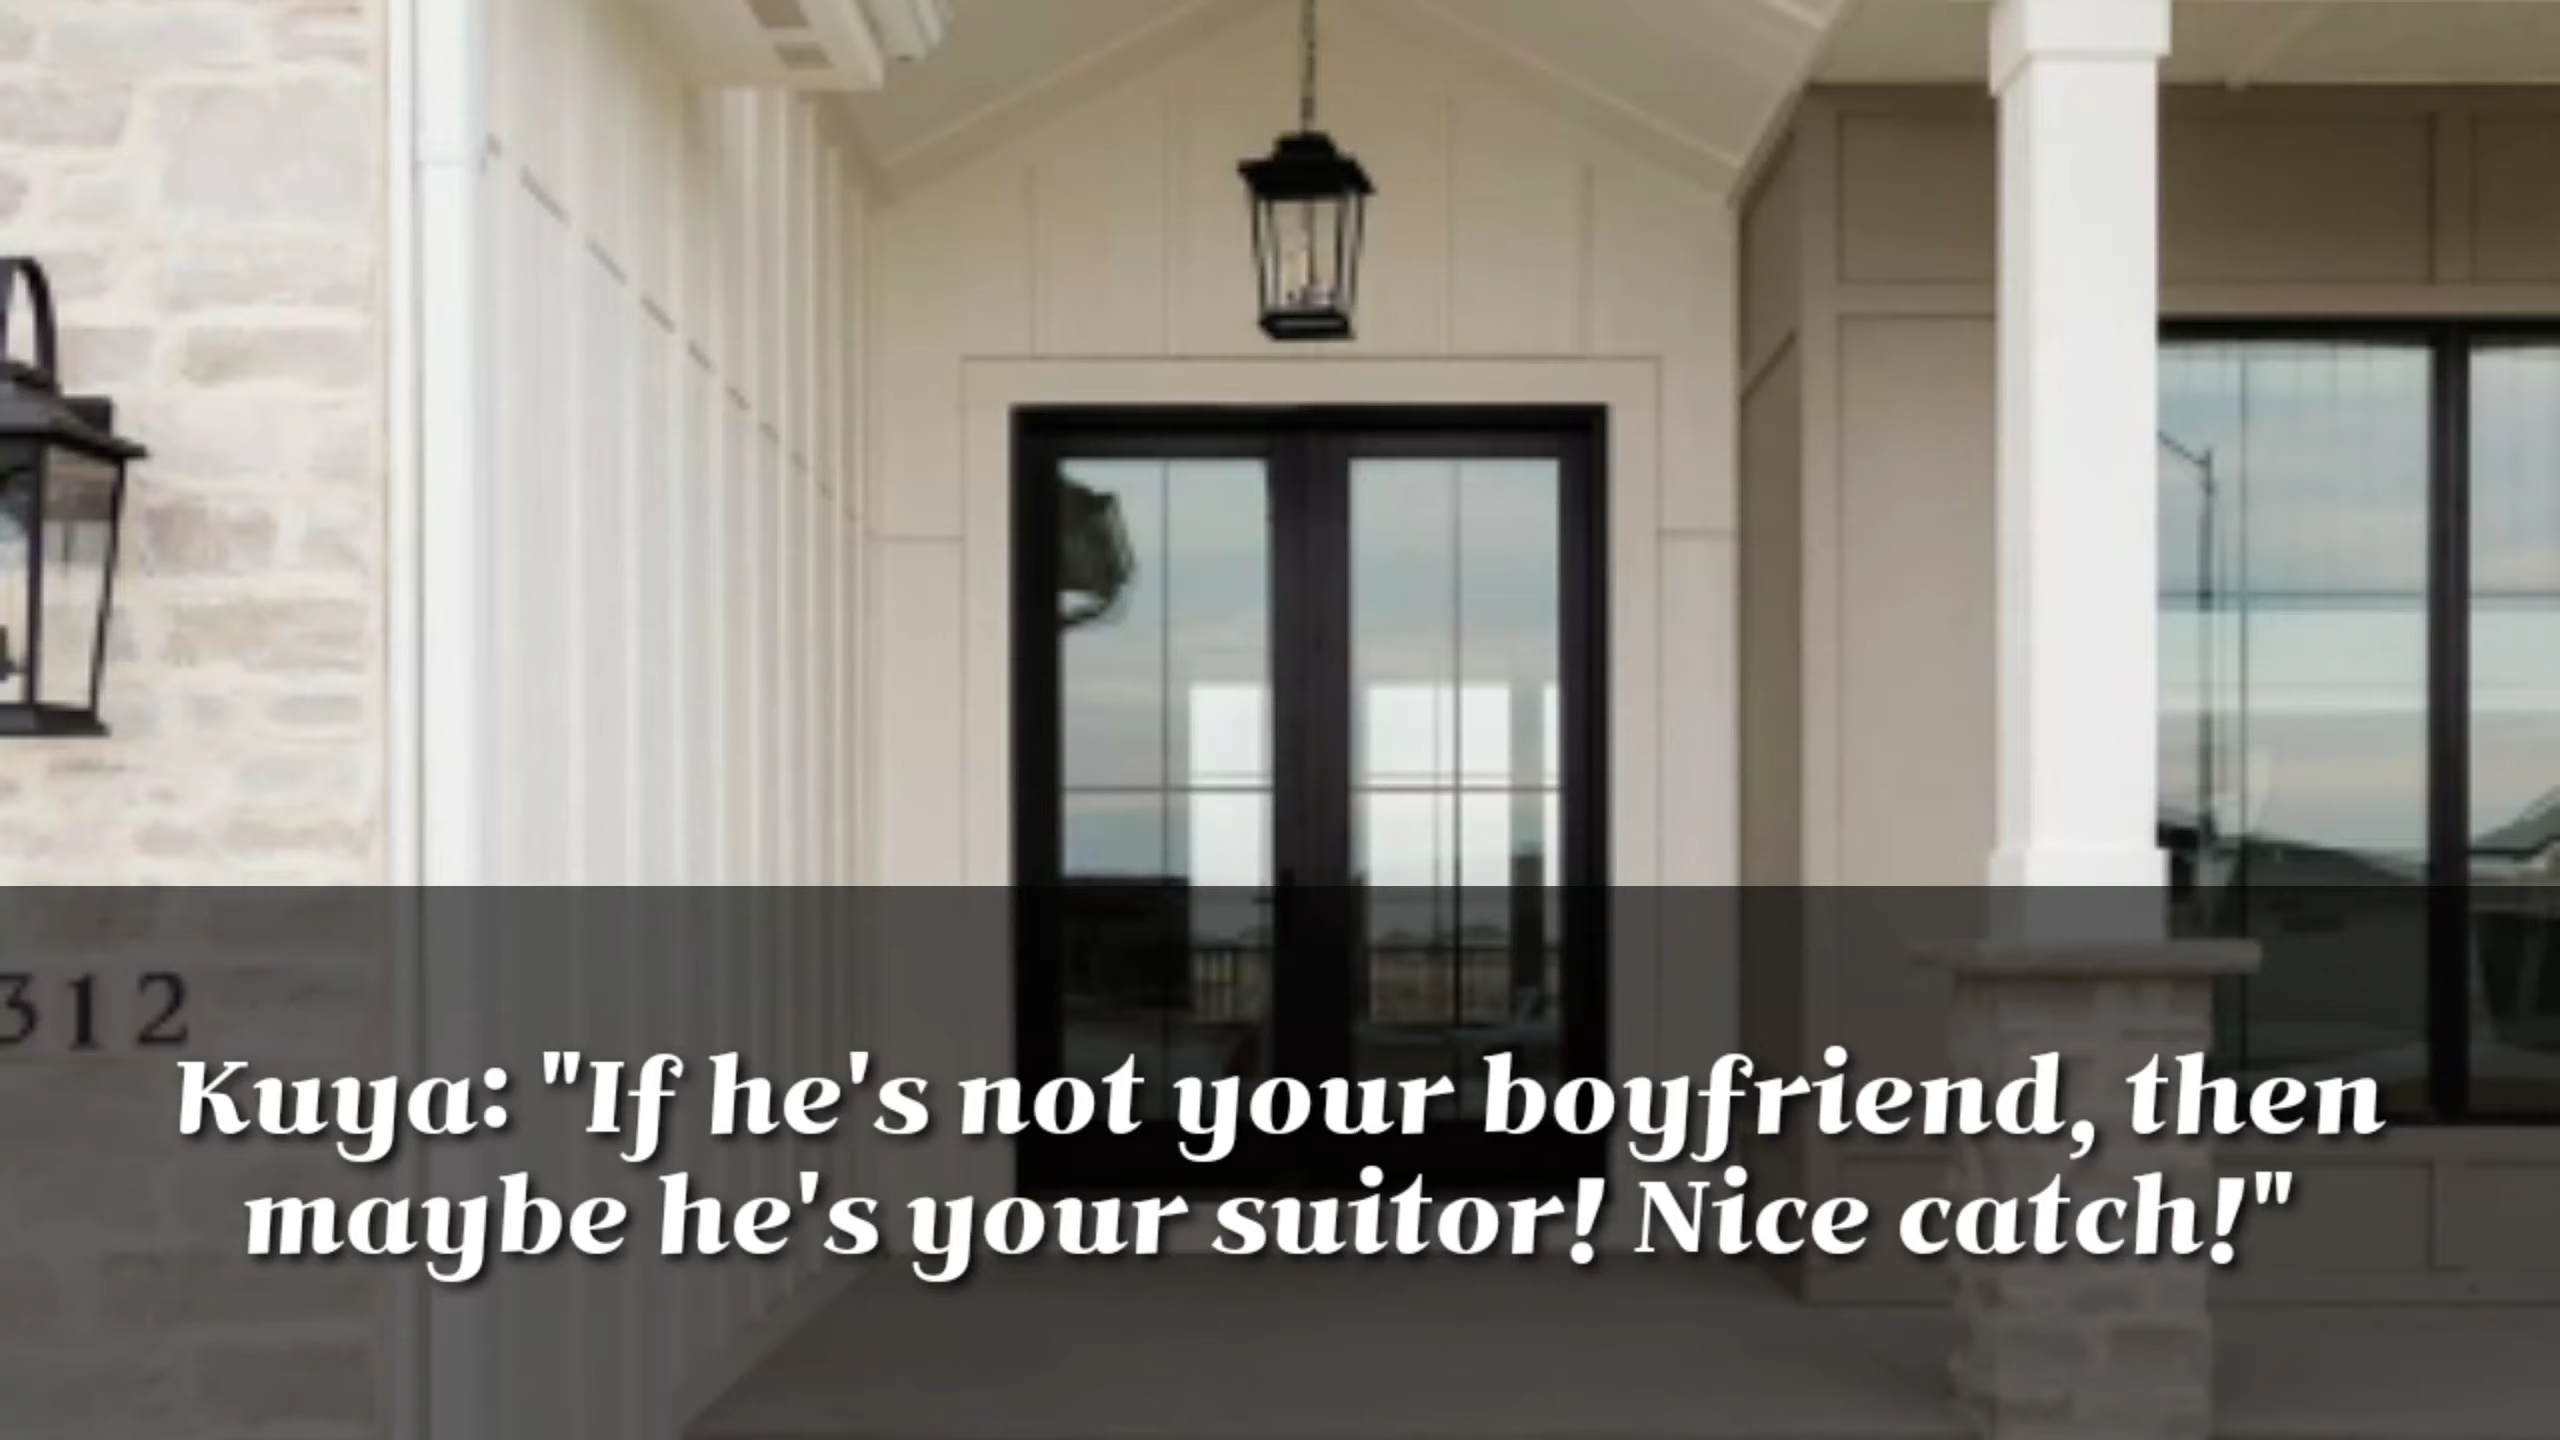 312
Kuya: "If he's not your boyfriend, then
maybe he's your suitor! Nice catch!"